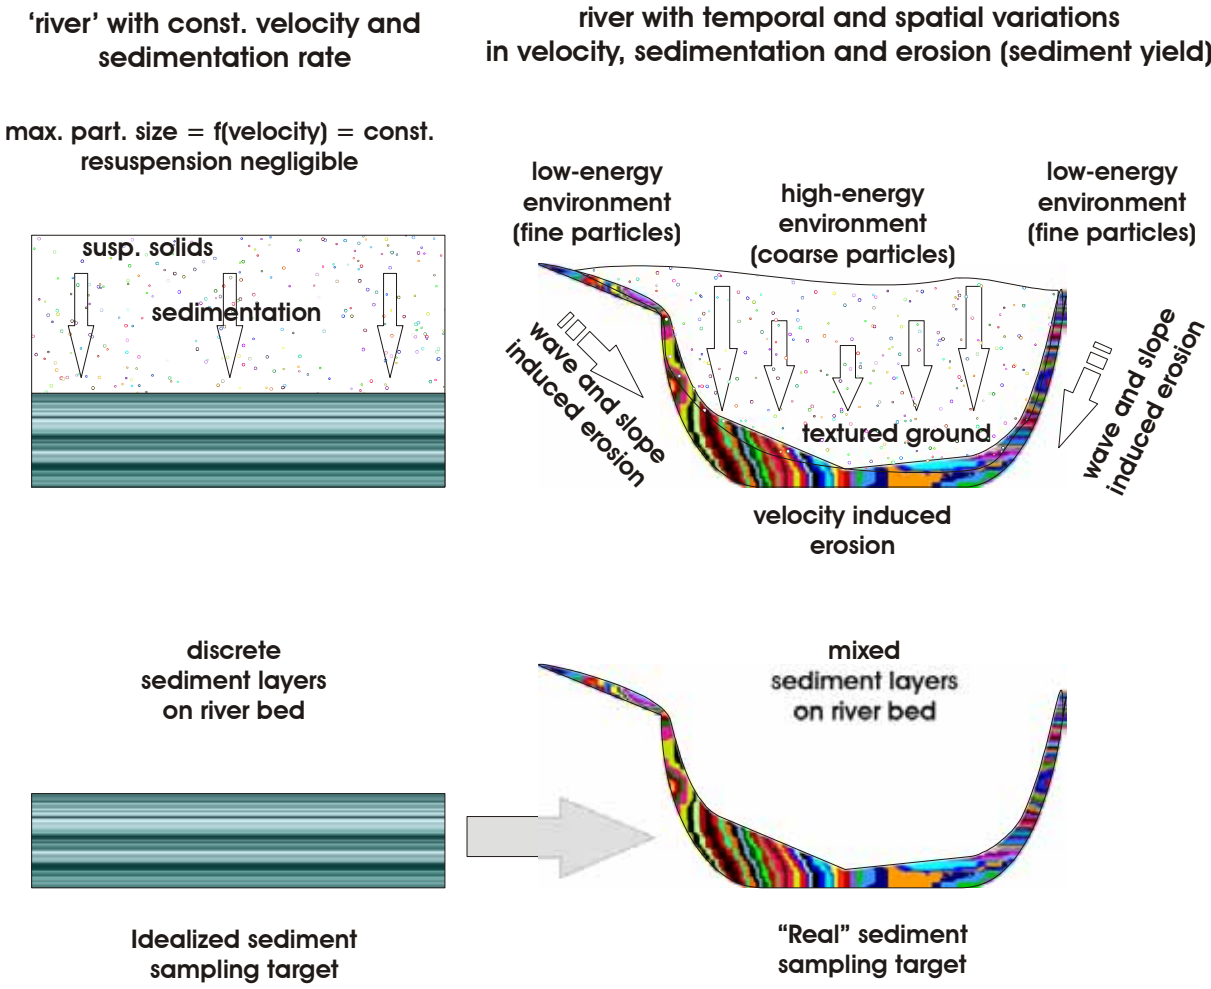 ‘river’ with const. velocity and
sedimentation rate
max. part. size = f(velocity) = const.
resuspension negligible
susp. solids
sedimentation
river with temporal and spatial variations
in velocity, sedimentation and erosion (sediment yield)
low-energy
environment
(fine particles)
high-energy
environment
(coarse particles)
low-energy
environment
(fine particles)
wave and slope
induced erosion
textured ground
wave and slope
induced erosion
velocity induced
erosion
discrete
sediment layers
on river bed
mixed
sediment layers
on river bed
Idealized sediment
sampling target
“Real” sediment
sampling target